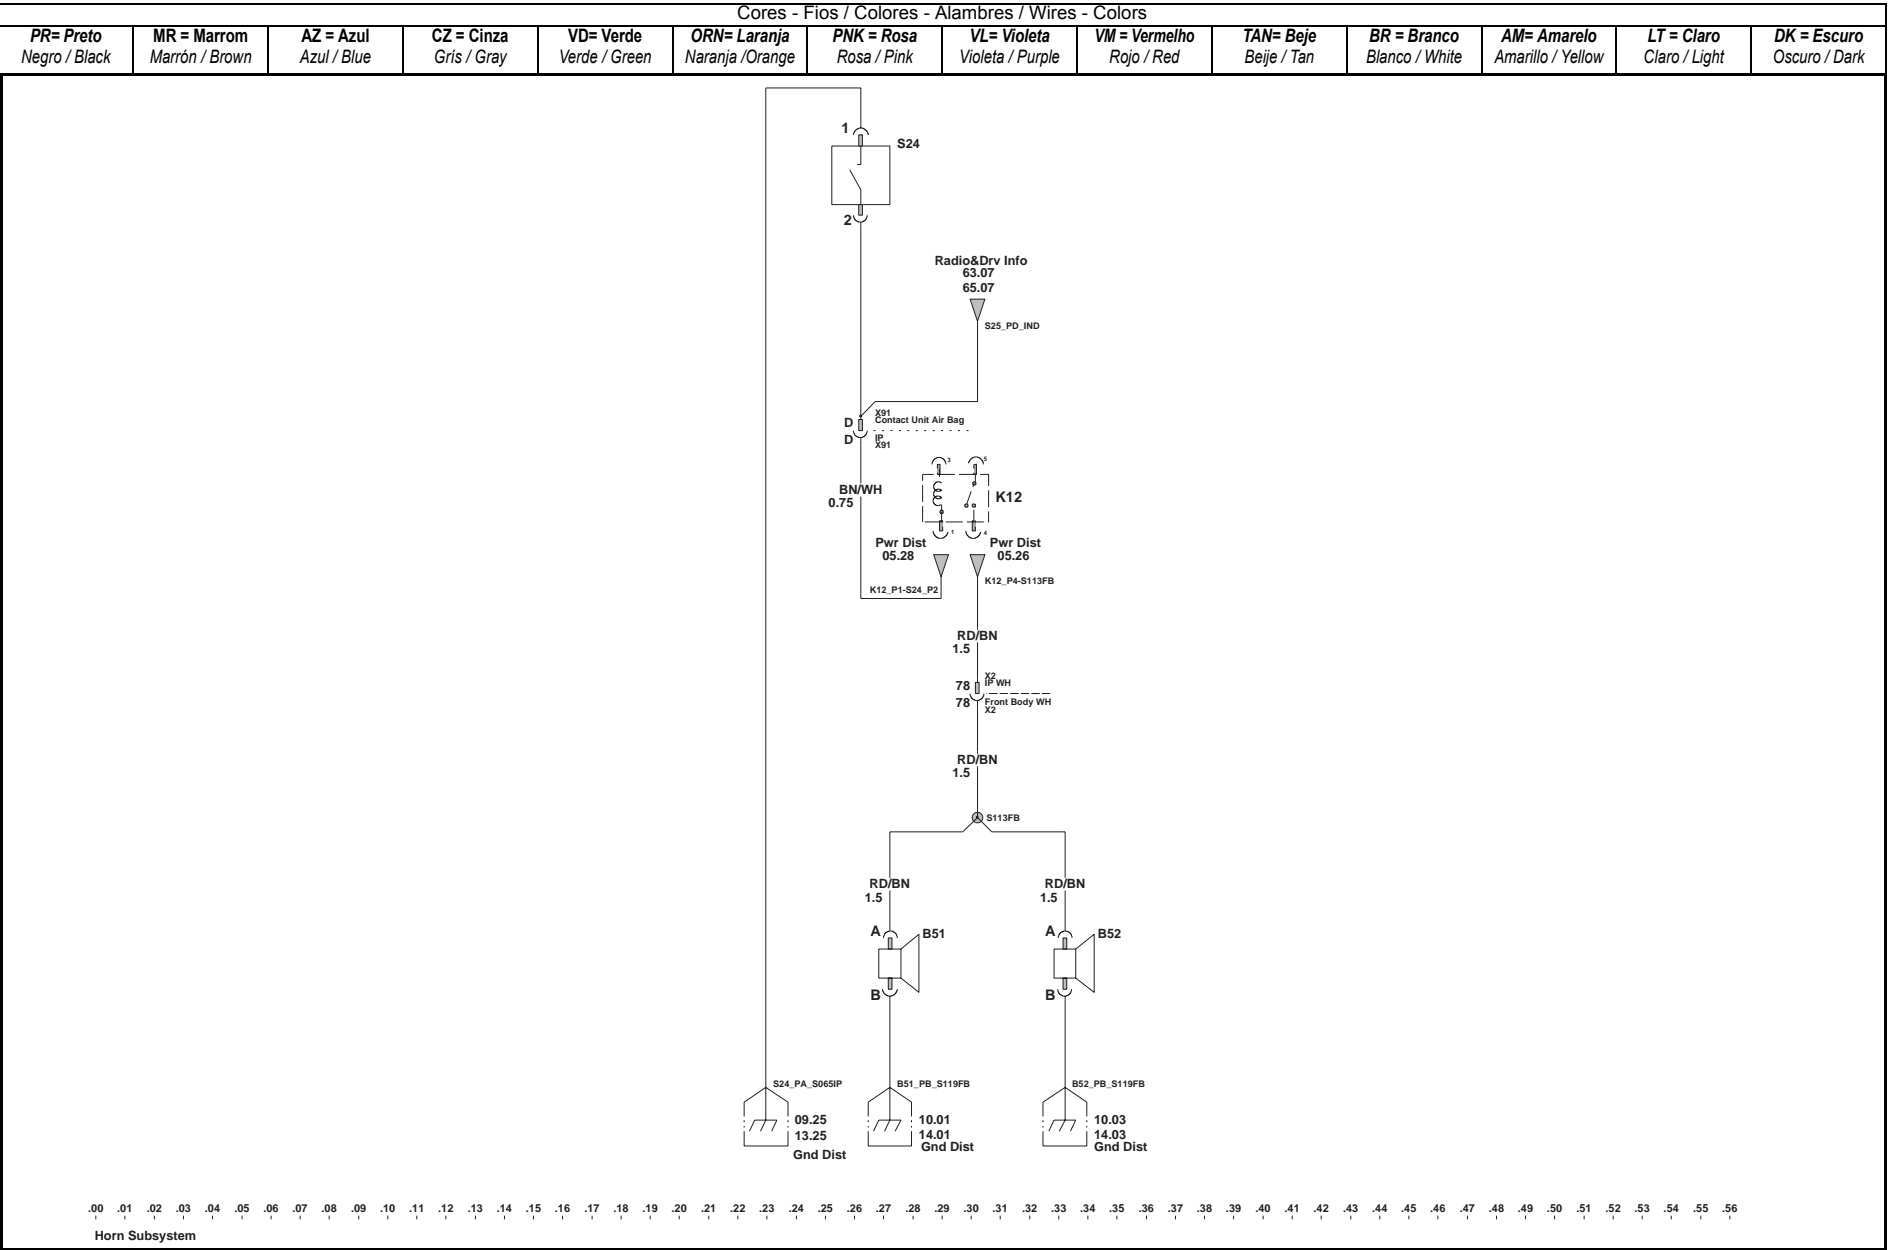 Cores - Fios / Colores - Alambres / Wires - Colors
PR= Preto
Negro / Black
MR = Marrom
Marrón / Brown
AZ = Azul
Azul / Blue
CZ = Cinza
Grís / Gray
VD= Verde
Verde / Green
ORN= Laranja
Naranja /Orange
PNK = Rosa
Rosa / Pink
VL= Violeta
Violeta / Purple
VM = Vermelho
Rojo / Red
TAN= Beje
Beije / Tan
BR = Branco
Blanco / White
AM= Amarelo
Amarillo / Yellow
LT = Claro
Claro / Light
DK = Escuro
Oscuro / Dark
1
S24
2
Radio&Drv Info
63.07
65.07
S25_PD_IND
X91
D Contact Unit Air Bag
D IP
X91
3 5
BN/WH
0.75
K12
1 4
Pwr Dist
05.28
Pwr Dist
05.26
K12_P1-S24_P2
K12_P4-S113FB
RD/BN
1.5
X2
78 IP WH
78 Front Body WH
X2
RD/BN
1.5
S113FB
RD/BN
1.5
RD/BN
1.5
A B51
A B52
B
B
S24_PA_S065IP
B51_PB_S119FB
B52_PB_S119FB
09.25
13.25
Gnd Dist
10.01
14.01
Gnd Dist
10.03
14.03
Gnd Dist
.00 .01 .02 .03 .04 .05 .06 .07 .08 .09 .10 .11 .12 .13 .14 .15 .16 .17 .18 .19 .20 .21 .22 .23 .24 .25 .26 .27 .28 .29 .30 .31 .32 .33 .34 .35 .36 .37 .38 .39 .40 .41 .42 .43 .44 .45 .46 .47 .48 .49 .50 .51 .52 .53 .54 .55 .56
Horn Subsystem